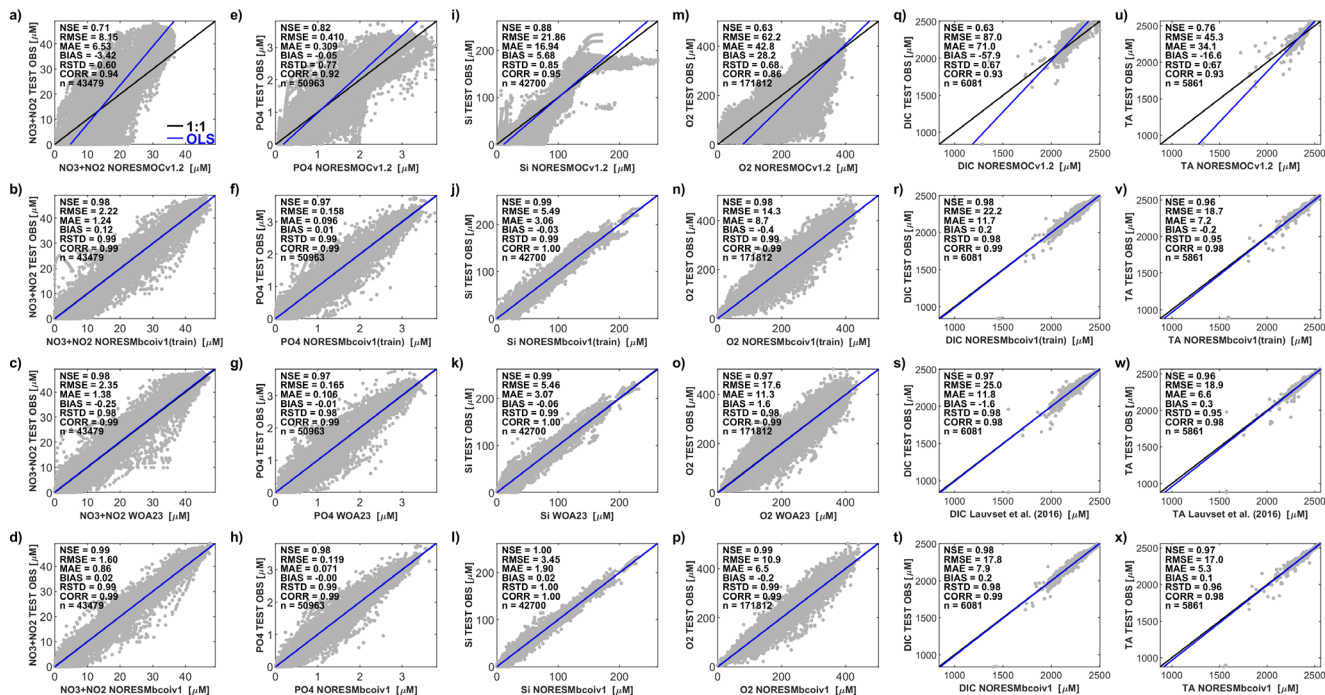 a)
NSE = 0.71
RMSE = 8.15
MAE = 6.53
BIAS = -3.42
RSTD = 0.60
CORR = 0.94
n = 43479
1:1
OLS
NO3+NO2 TEST OBS [μM]
NO3+NO2 NORESMOCv1.2 [μM]
e)
NSE = 0.82
RMSE = 0.410
MAE = 0.309
BIAS = -0.05
RSTD = 0.77
CORR = 0.92
n = 50963
PO4 TEST OBS [μM]
PO4 NORESMOCv1.2 [μM]
i)
NSE = 0.88
RMSE = 21.86
MAE = 16.94
BIAS = 5.68
RSTD = 0.85
CORR = 0.95
n = 42700
Si TEST OBS [μM]
Si NORESMOCv1.2 [μM]
m)
NSE = 0.63
RMSE = 62.2
MAE = 42.8
BIAS = 28.2
RSTD = 0.68
CORR = 0.86
n = 171812
O2 TEST OBS [μM]
O2 NORESMOCv1.2 [μM]
q)
NSE = 0.63
RMSE = 87.0
MAE = 71.0
BIAS = -57.9
RSTD = 0.67
CORR = 0.93
n = 6081
DIC TEST OBS [μM]
DIC NORESMOCv1.2 [μM]
u)
NSE = 0.76
RMSE = 45.3
MAE = 34.1
BIAS = -16.6
RSTD = 0.67
CORR = 0.93
n = 5861
TA TEST OBS [μM]
TA NORESMOCv1.2 [μM]
b)
NSE = 0.98
RMSE = 2.22
MAE = 1.24
BIAS = 0.12
RSTD = 0.99
CORR = 0.99
n = 43479
NO3+NO2 TEST OBS [μM]
NO3+NO2 NORESMbcoiv1(train) [μM]
f)
NSE = 0.97
RMSE = 0.158
MAE = 0.096
BIAS = 0.01
RSTD = 0.99
CORR = 0.99
n = 50963
PO4 TEST OBS [μM]
PO4 NORESMbcoiv1(train) [μM]
j)
NSE = 0.99
RMSE = 5.49
MAE = 3.06
BIAS = -0.03
RSTD = 0.99
CORR = 1.00
n = 42700
Si TEST OBS [μM]
Si NORESMbcoiv1(train) [μM]
n)
NSE = 0.98
RMSE = 14.3
MAE = 8.7
BIAS = -0.4
RSTD = 0.99
CORR = 0.99
n = 171812
O2 TEST OBS [μM]
O2 NORESMbcoiv1(train) [μM]
r)
NSE = 0.98
RMSE = 22.2
MAE = 11.7
BIAS = 0.2
RSTD = 0.98
CORR = 0.99
n = 6081
DIC TEST OBS [μM]
DIC NORESMbcoiv1(train) [μM]
v)
NSE = 0.96
RMSE = 18.7
MAE = 7.2
BIAS = -0.2
RSTD = 0.95
CORR = 0.98
n = 5861
TA TEST OBS [μM]
TA NORESMbcoiv1(train) [μM]
c)
NSE = 0.98
RMSE = 2.35
MAE = 1.38
BIAS = -0.25
RSTD = 0.98
CORR = 0.99
n = 43479
NO3+NO2 TEST OBS [μM]
NO3+NO2 WOA23 [μM]
g)
NSE = 0.97
RMSE = 0.165
MAE = 0.106
BIAS = -0.01
RSTD = 0.98
CORR = 0.99
n = 50963
PO4 TEST OBS [μM]
PO4 WOA23 [μM]
k)
NSE = 0.99
RMSE = 5.46
MAE = 3.07
BIAS = -0.06
RSTD = 0.99
CORR = 1.00
n = 42700
Si TEST OBS [μM]
Si WOA23 [μM]
o)
NSE = 0.97
RMSE = 17.6
MAE = 11.3
BIAS = 1.6
RSTD = 0.98
CORR = 0.99
n = 171812
O2 TEST OBS [μM]
O2 WOA23 [μM]
s)
NSE = 0.97
RMSE = 25.0
MAE = 11.8
BIAS = -1.6
RSTD = 0.98
CORR = 0.98
n = 6081
DIC TEST OBS [μM]
DIC Lauvset et al. (2016) [μM]
w)
NSE = 0.96
RMSE = 18.9
MAE = 6.6
BIAS = 0.3
RSTD = 0.95
CORR = 0.98
n = 5861
TA TEST OBS [μM]
TA Lauvset et al. (2016) [μM]
d)
NSE = 0.99
RMSE = 1.60
MAE = 0.86
BIAS = 0.02
RSTD = 0.99
CORR = 0.99
n = 43479
NO3+NO2 TEST OBS [μM]
NO3+NO2 NORESMbcoiv1 [μM]
h)
NSE = 0.98
RMSE = 0.119
MAE = 0.071
BIAS = -0.00
RSTD = 0.99
CORR = 0.99
n = 50963
PO4 TEST OBS [μM]
PO4 NORESMbcoiv1 [μM]
l)
NSE = 1.00
RMSE = 3.45
MAE = 1.90
BIAS = 0.02
RSTD = 1.00
CORR = 1.00
n = 42700
Si TEST OBS [μM]
Si NORESMbcoiv1 [μM]
p)
NSE = 0.99
RMSE = 10.9
MAE = 6.5
BIAS = -0.2
RSTD = 0.99
CORR = 0.99
n = 171812
O2 TEST OBS [μM]
O2 NORESMbcoiv1 [μM]
t)
NSE = 0.98
RMSE = 17.8
MAE = 7.9
BIAS = 0.2
RSTD = 0.98
CORR = 0.99
n = 6081
DIC TEST OBS [μM]
DIC NORESMbcoiv1 [μM]
x)
NSE = 0.97
RMSE = 17.0
MAE = 5.3
BIAS = 0.1
RSTD = 0.96
CORR = 0.98
n = 5861
TA TEST OBS [μM]
TA NORESMbcoiv1 [μM]